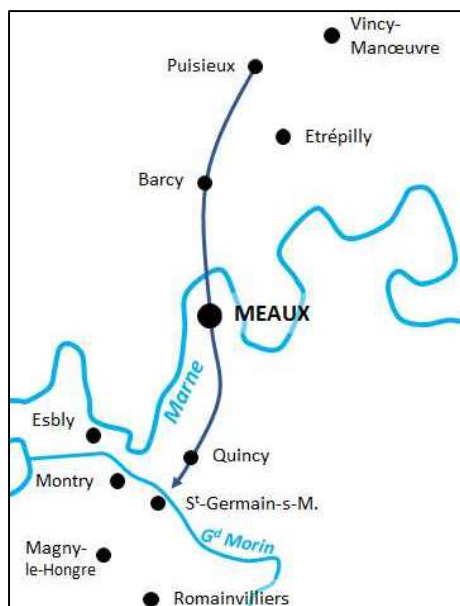 Vincy-
Manœuvre
Puisieux
Etrépilly
Barcy
MEAUX
Marne
Esbly
Quincy
Montry
Sᵗ-Germain-s-M.
Gᵈ Morin
Magny-
le-Hongre
Romainvilliers